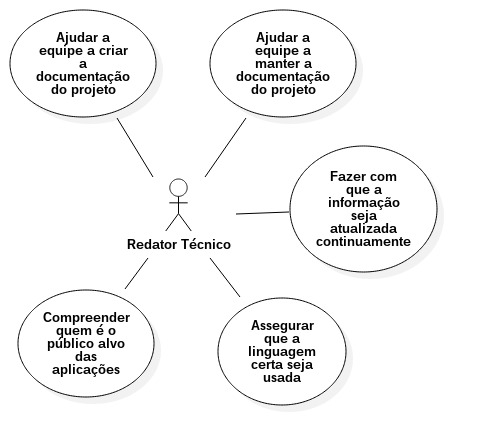 Ajudar a
equipe a criar
a
documentação
do projeto
Ajudar a
equipe a
manter a
documentação
do projeto
Fazer com
que a
informação
seja
atualizada
continuamente
Redator Técnico
Compreender
quem é o
público alvo
das
aplicações
Assegurar
que a
linguagem
certa seja
usada